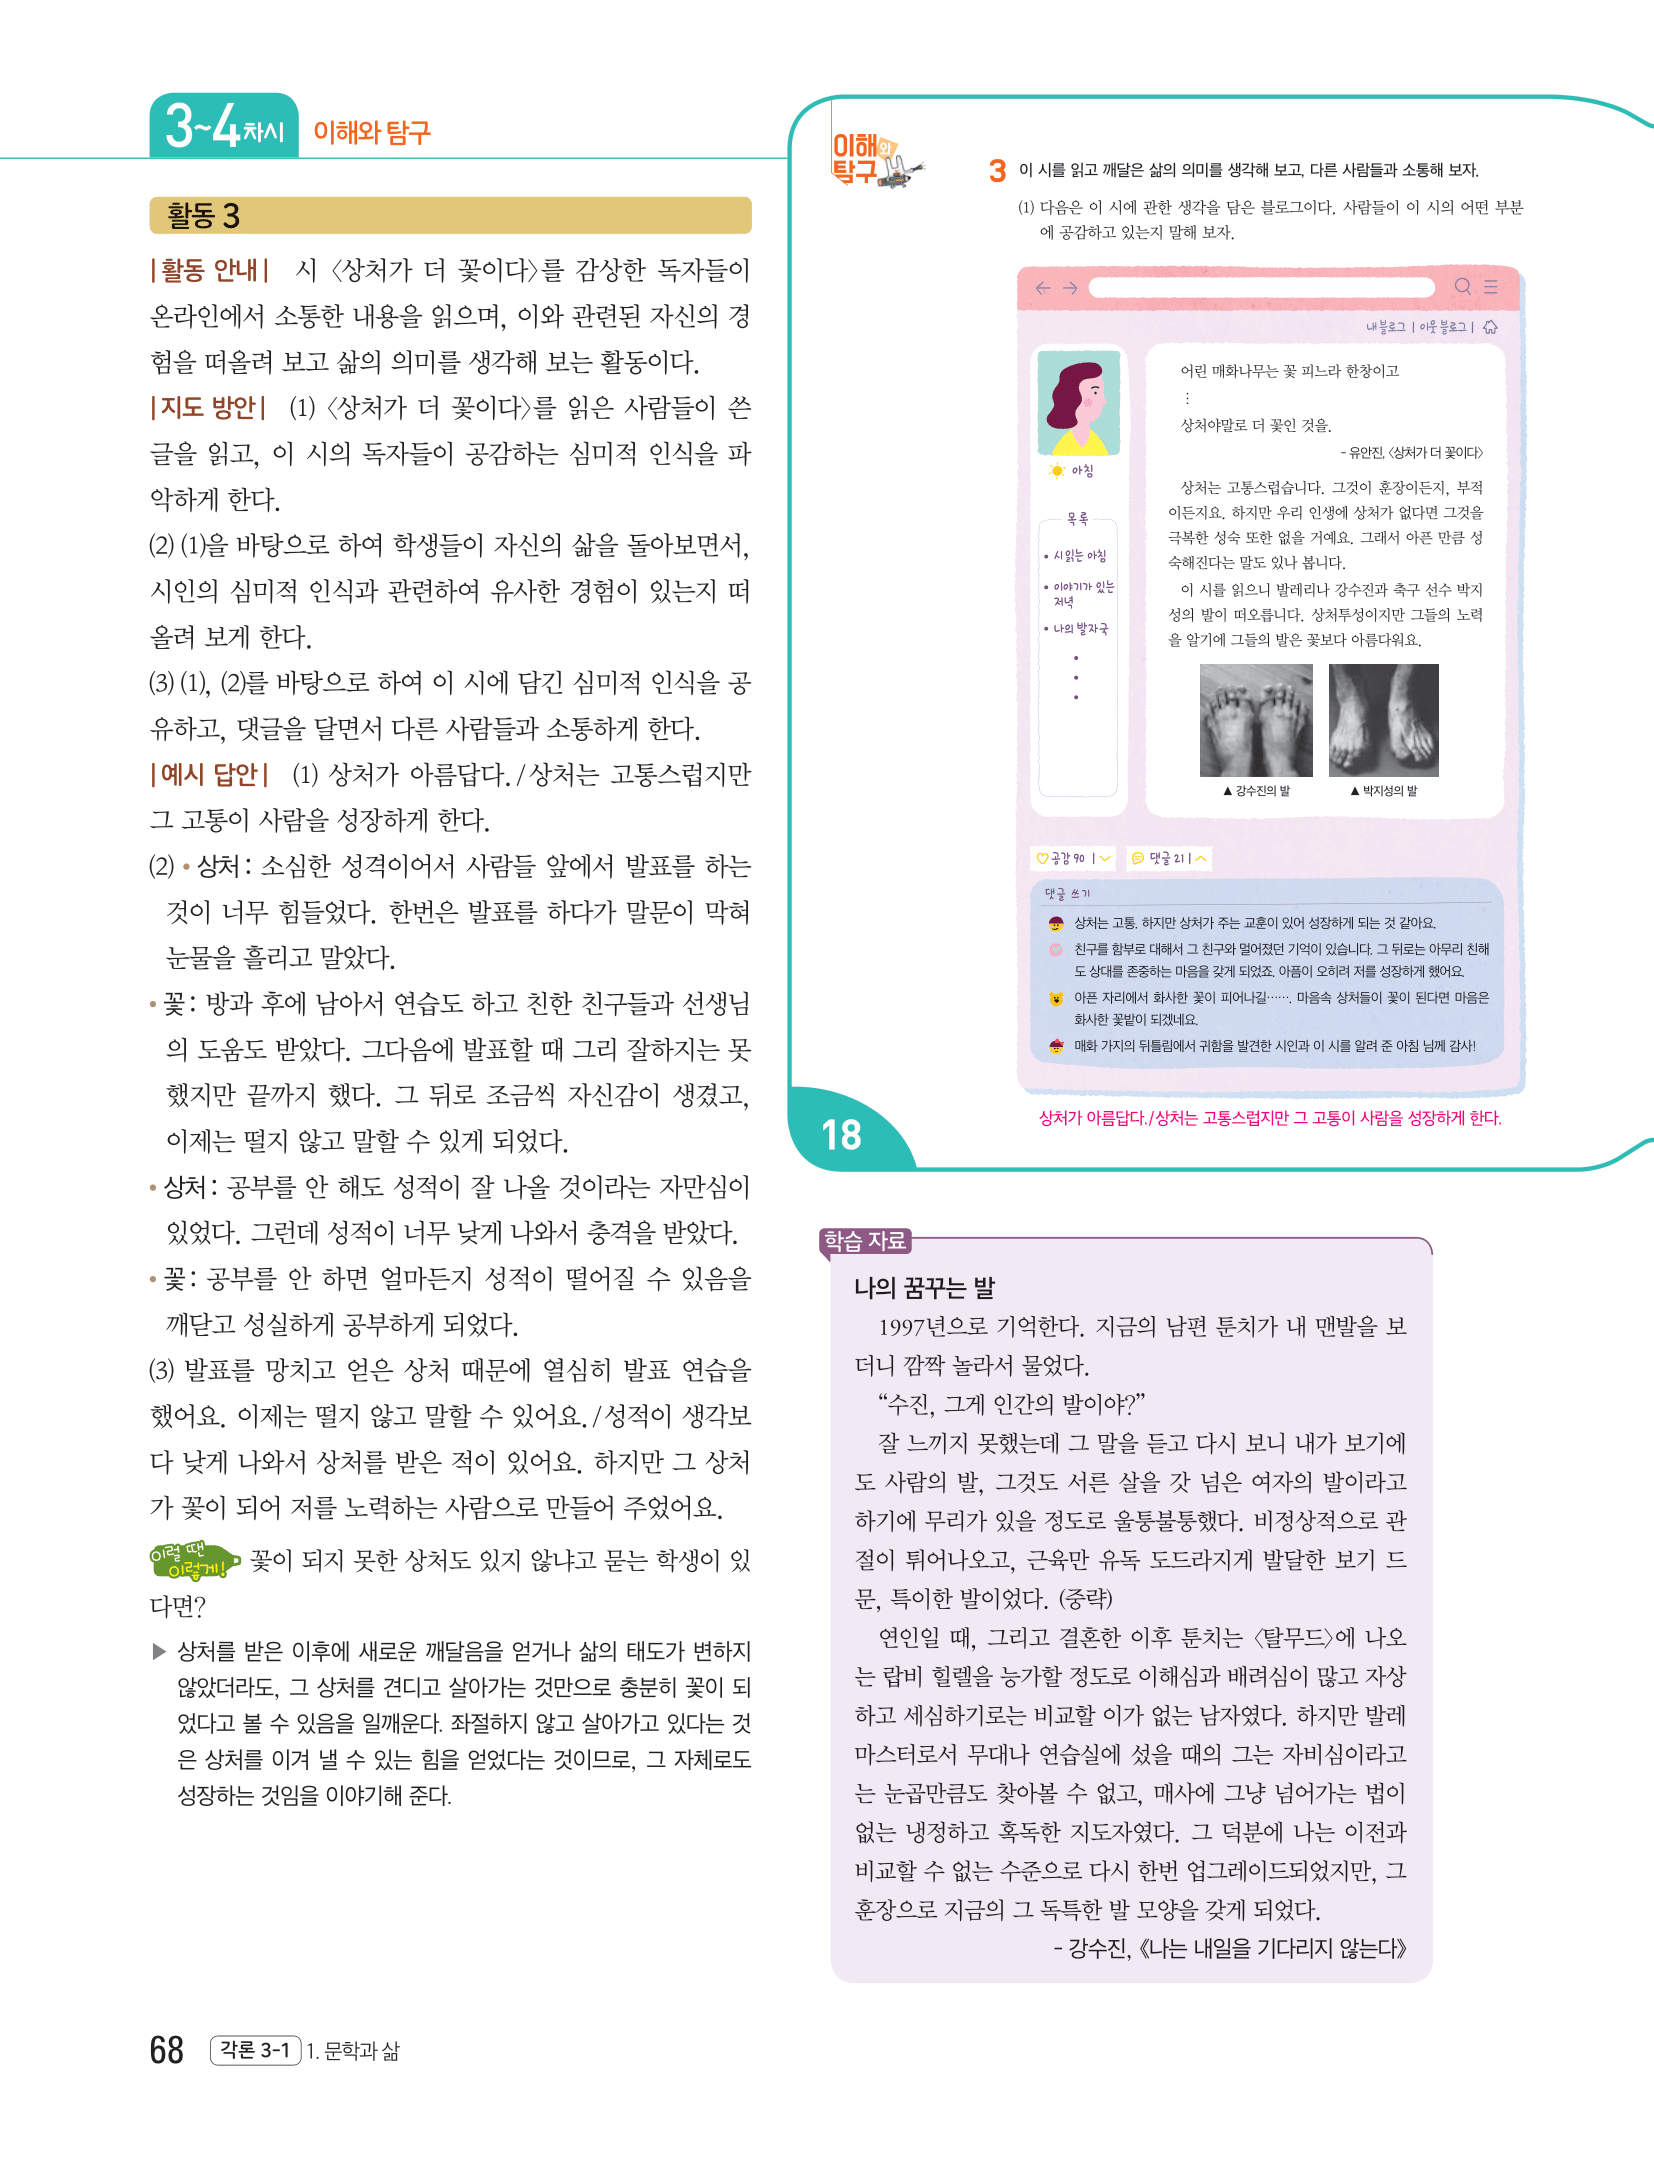 3~4차시 이해와 탐구
활동 3
|활동 안내| 시 〈상처가 더 꽃이다〉를 감상한 독자들이
온라인에서 소통한 내용을 읽으며, 이와 관련된 자신의 경
험을 떠올려 보고 삶의 의미를 생각해 보는 활동이다.
|지도 방안| (1) 〈상처가 더 꽃이다〉를 읽은 사람들이 쓴
글을 읽고, 이 시의 독자들이 공감하는 심미적 인식을 파
악하게 한다.
(2) (1)을 바탕으로 하여 학생들이 자신의 삶을 돌아보면서,
시인의 심미적 인식과 관련하여 유사한 경험이 있는지 떠
올려 보게 한다.
(3) (1), (2)를 바탕으로 하여 이 시에 담긴 심미적 인식을 공
유하고, 댓글을 달면서 다른 사람들과 소통하게 한다.
|예시 답안| (1) 상처가 아름답다./상처는 고통스럽지만
그 고통이 사람을 성장하게 한다.
(2) • 상처: 소심한 성격이어서 사람들 앞에서 발표를 하는
것이 너무 힘들었다. 한번은 발표를 하다가 말문이 막혀
눈물을 흘리고 말았다.
• 꽃: 방과 후에 남아서 연습도 하고 친한 친구들과 선생님
의 도움도 받았다. 그다음에 발표할 때 그리 잘하지는 못
했지만 끝까지 했다. 그 뒤로 조금씩 자신감이 생겼고,
이제는 떨지 않고 말할 수 있게 되었다.
• 상처: 공부를 안 해도 성적이 잘 나올 것이라는 자만심이
있었다. 그런데 성적이 너무 낮게 나와서 충격을 받았다.
• 꽃: 공부를 안 하면 얼마든지 성적이 떨어질 수 있음을
깨닫고 성실하게 공부하게 되었다.
(3) 발표를 망치고 얻은 상처 때문에 열심히 발표 연습을
했어요. 이제는 떨지 않고 말할 수 있어요./성적이 생각보
다 낮게 나와서 상처를 받은 적이 있어요. 하지만 그 상처
가 꽃이 되어 저를 노력하는 사람으로 만들어 주었어요.
이럴 땐 이렇게! 꽃이 되지 못한 상처도 있지 않냐고 묻는 학생이 있
다면?
▶ 상처를 받은 이후에 새로운 깨달음을 얻거나 삶의 태도가 변하지
않았더라도, 그 상처를 견디고 살아가는 것만으로 충분히 꽃이 되
었다고 볼 수 있음을 일깨운다. 좌절하지 않고 살아가고 있다는 것
은 상처를 이겨 낼 수 있는 힘을 얻었다는 것이므로, 그 자체로도
성장하는 것임을 이야기해 준다.
이해와
탐구
3 이 시를 읽고 깨달은 삶의 의미를 생각해 보고, 다른 사람들과 소통해 보자.
(1) 다음은 이 시에 관한 생각을 담은 블로그이다. 사람들이 이 시의 어떤 부분
에 공감하고 있는지 말해 보자.
내 블로그 | 이웃 블로그 |
아침
목록
• 시 읽는 아침
• 이야기가 있는
저녁
• 나의 발자국
•
•
•
어린 매화나무는 꽃 피느라 한창이고
⋮
상처야말로 더 꽃인 것을.
- 유안진, 〈상처가 더 꽃이다〉
상처는 고통스럽습니다. 그것이 훈장이든지, 부적
이든지요. 하지만 우리 인생에 상처가 없다면 그것을
극복한 성숙 또한 없을 거예요. 그래서 아픈 만큼 성
숙해진다는 말도 있나 봅니다.
이 시를 읽으니 발레리나 강수진과 축구 선수 박지
성의 발이 떠오릅니다. 상처투성이지만 그들의 노력
을 알기에 그들의 발은 꽃보다 아름다워요.
▲ 강수진의 발 ▲ 박지성의 발
공감 90 | 댓글 21 |
댓글 쓰기
상처는 고통. 하지만 상처가 주는 교훈이 있어 성장하게 되는 것 같아요.
친구를 함부로 대해서 그 친구와 멀어졌던 기억이 있습니다. 그 뒤로는 아무리 친해
도 상대를 존중하는 마음을 갖게 되었죠. 아픔이 오히려 저를 성장하게 했어요.
아픈 자리에서 화사한 꽃이 피어나길……. 마음속 상처들이 꽃이 된다면 마음은
화사한 꽃밭이 되겠네요.
매화 가지의 뒤틀림에서 귀함을 발견한 시인과 이 시를 알려 준 아침 님께 감사!
상처가 아름답다./상처는 고통스럽지만 그 고통이 사람을 성장하게 한다.
18
학습 자료
나의 꿈꾸는 발
1997년으로 기억한다. 지금의 남편 툰치가 내 맨발을 보
더니 깜짝 놀라서 물었다.
“수진, 그게 인간의 발이야?”
잘 느끼지 못했는데 그 말을 듣고 다시 보니 내가 보기에
도 사람의 발, 그것도 서른 살을 갓 넘은 여자의 발이라고
하기에 무리가 있을 정도로 울퉁불퉁했다. 비정상적으로 관
절이 튀어나오고, 근육만 유독 도드라지게 발달한 보기 드
문, 특이한 발이었다. (중략)
연인일 때, 그리고 결혼한 이후 툰치는 〈탈무드〉에 나오
는 랍비 힐렐을 능가할 정도로 이해심과 배려심이 많고 자상
하고 세심하기로는 비교할 이가 없는 남자였다. 하지만 발레
마스터로서 무대나 연습실에 섰을 때의 그는 자비심이라고
는 눈곱만큼도 찾아볼 수 없고, 매사에 그냥 넘어가는 법이
없는 냉정하고 혹독한 지도자였다. 그 덕분에 나는 이전과
비교할 수 없는 수준으로 다시 한번 업그레이드되었지만, 그
훈장으로 지금의 그 독특한 발 모양을 갖게 되었다.
- 강수진, 《나는 내일을 기다리지 않는다》
68 각론 3-1 1. 문학과 삶